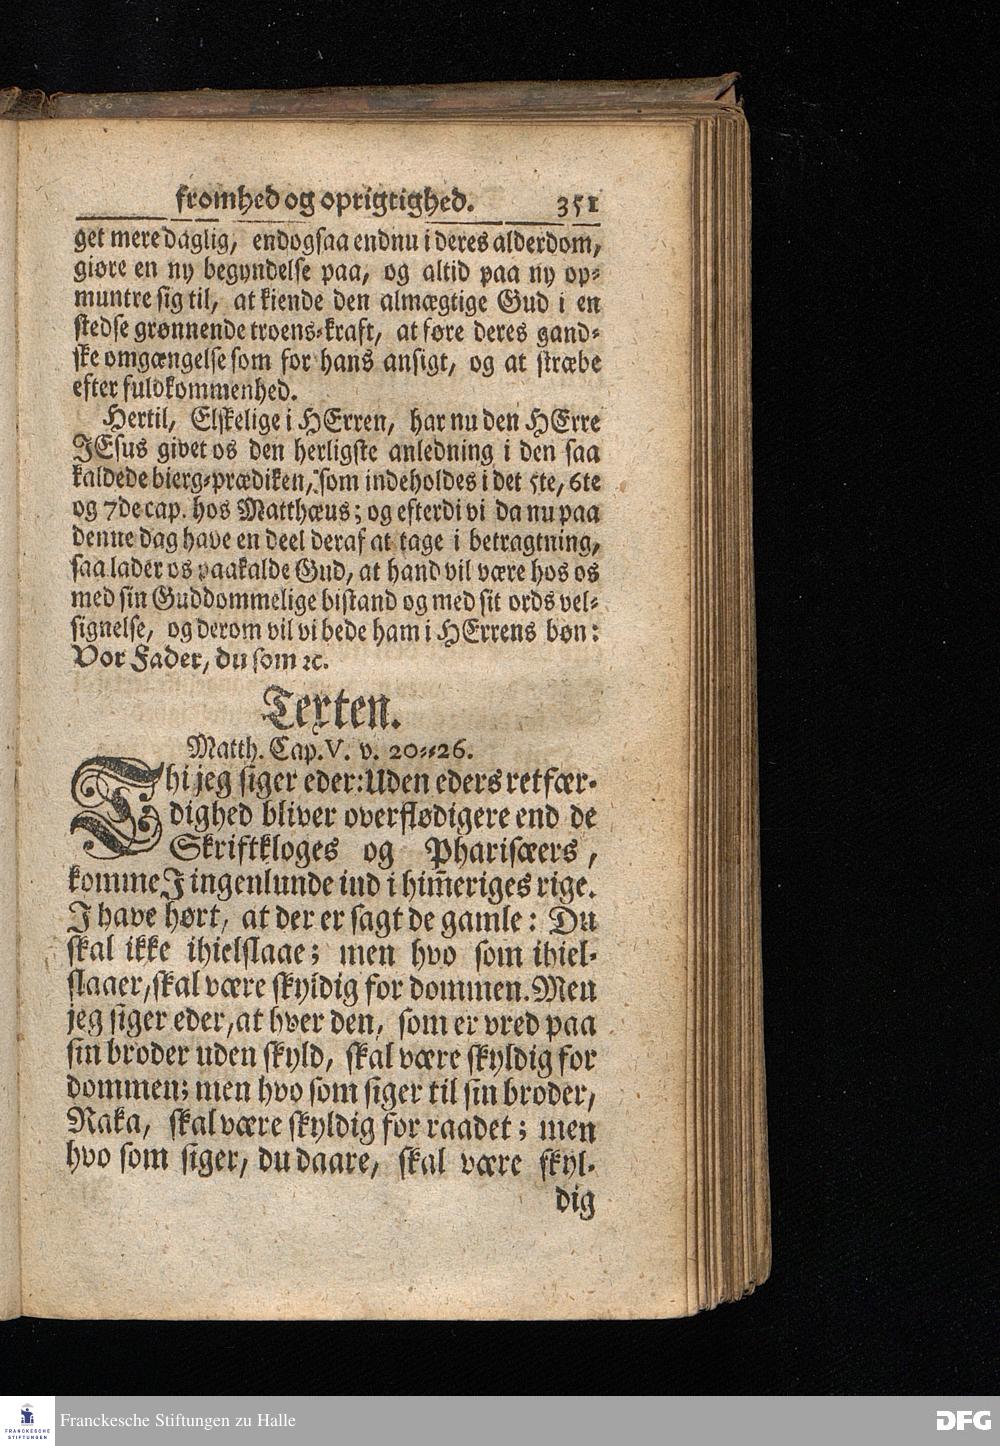 fromhed og oprigtighed. 351
get mere daglig, endogsaa endnu i deres alderdom,
giøre en ny begyndelse paa, og altid paa ny op-
muntre sig til, at kiende den almægtige Gud i en
stedse grønnende troens-kraft, at føre deres gand-
ske omgængelse som for hans ansigt, og at stræbe
efter fuldkommenhed.
Hertil, Elskelige i HErren, har nu den HErre
JEsus givet os den herligste anledning i den saa
kaldede bierg-prædiken, som indeholdes i det 5te, 6te
og 7de cap. hos Matthæus; og efterdi vi da nu paa
denne dag have en deel deraf at tage i betragtning,
saa lader os paakalde Gud, at hand vil være hos os
med sin Guddommelige bistand og med sit ords vel-
signelse, og derom vil vi bede ham i HErrens bøn:
Vor Fader, du som ꝛc.
Texten.
Matth. Cap. V. v. 20--26.
Thi jeg siger eder: Uden eders retfær-
dighed bliver overflødigere end de
Skriftkloges og Pharisæers,
komme J ingenlunde ind i him̄eriges rige.
J have hørt, at der er sagt de gamle: Du
skal ikke ihielslaae; men hvo som ihiel-
slaaer, skal være skyldig for dommen. Men
jeg siger eder, at hver den, som er vred paa
sin broder uden skyld, skal være skyldig for
dommen; men hvo som siger til sin broder,
Raka, skal være skyldig for raadet; men
hvo som siger, du daare, skal være skyl-
dig
FRANCKESCHE STIFTUNGEN
Franckesche Stiftungen zu Halle
DFG